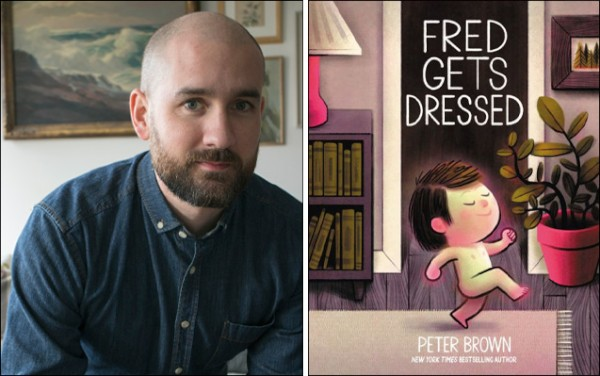 FRED
GETS
DRESSED
PETER BROWN
NEW YORK TIMES BESTSELLING AUTHOR